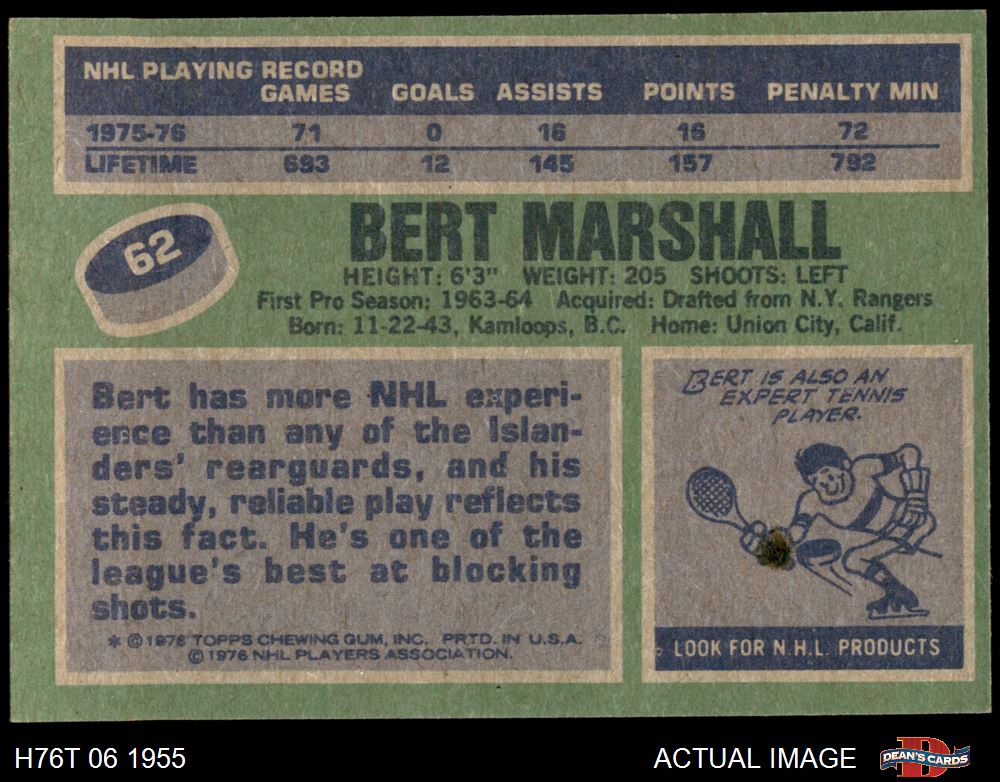 NHL PLAYING RECORD
GAMES GOALS ASSISTS POINTS PENALTY MIN
1975-76 71 0 16 16 72
LIFETIME 693 12 145 157 792
62
BERT MARSHALL
HEIGHT: 6'3" WEIGHT: 205 SHOOTS: LEFT
First Pro Season: 1963-64 Acquired: Drafted from N.Y. Rangers
Born: 11-22-43, Kamloops, B.C. Home: Union City, Calif.
Bert has more NHL experi-
ence than any of the Islan-
ders' rearguards, and his
steady, reliable play reflects
this fact. He's one of the
league's best at blocking
shots.
* © 1976 TOPPS CHEWING GUM, INC. PRTD. IN U.S.A.
© 1976 NHL PLAYERS ASSOCIATION.
BERT IS ALSO AN
EXPERT TENNIS
PLAYER.
LOOK FOR N.H.L. PRODUCTS
H76T 06 1955
ACTUAL IMAGE
DEAN'S CARDS